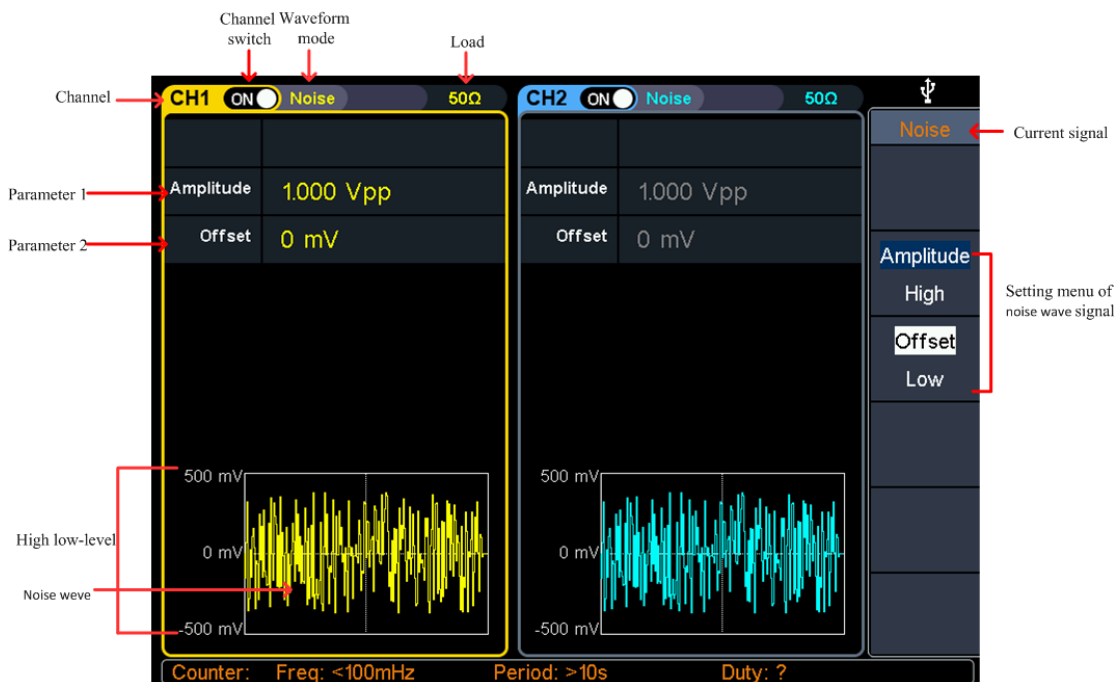 Channel switch
Waveform mode
Load
Channel
CH1 ON Noise 50Ω
CH2 ON Noise 50Ω
Noise
Current signal
Parameter 1
Amplitude 1.000 Vpp
Amplitude 1.000 Vpp
Parameter 2
Offset 0 mV
Offset 0 mV
Amplitude
High
Offset
Low
Setting menu of
noise wave signal
High low-level
Noise weve
500 mV
0 mV
-500 mV
500 mV
0 mV
-500 mV
Counter: Freq: <100mHz Period: >10s Duty: ?